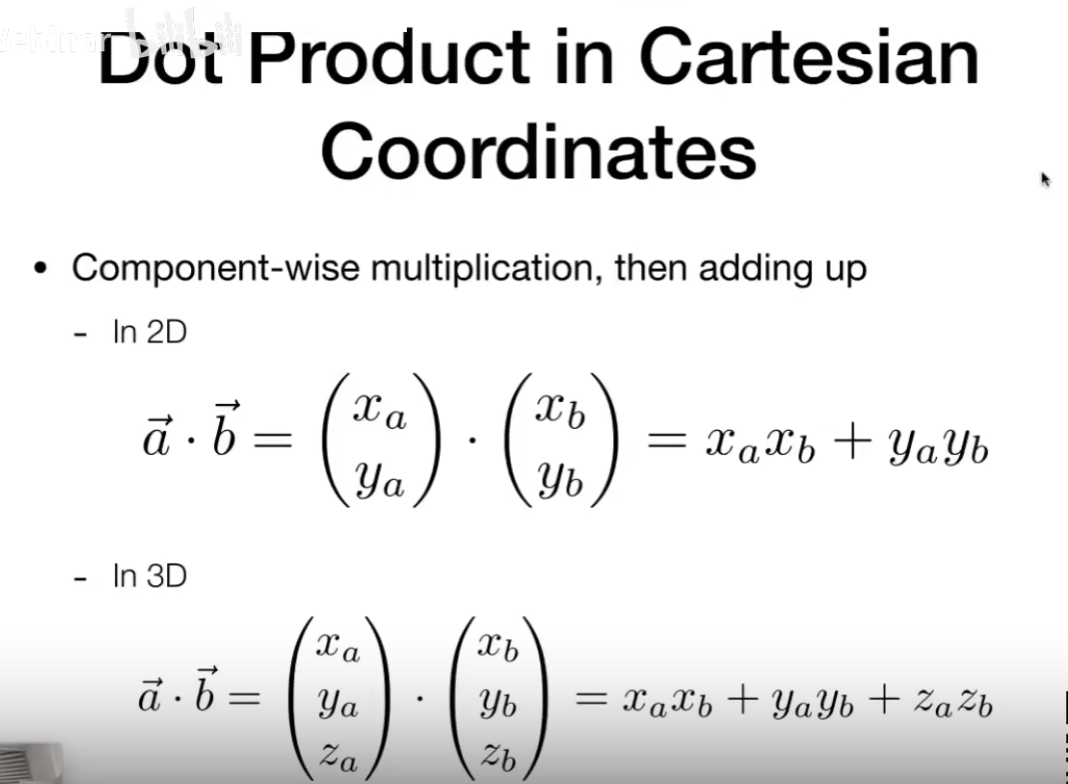 Webinar bilibili
Dot Product in Cartesian
Coordinates
• Component-wise multiplication, then adding up
- In 2D
$\vec{a} \cdot \vec{b} = \begin{pmatrix} x_a \\ y_a \end{pmatrix} \cdot \begin{pmatrix} x_b \\ y_b \end{pmatrix} = x_a x_b + y_a y_b$
- In 3D
$\vec{a} \cdot \vec{b} = \begin{pmatrix} x_a \\ y_a \\ z_a \end{pmatrix} \cdot \begin{pmatrix} x_b \\ y_b \\ z_b \end{pmatrix} = x_a x_b + y_a y_b + z_a z_b$